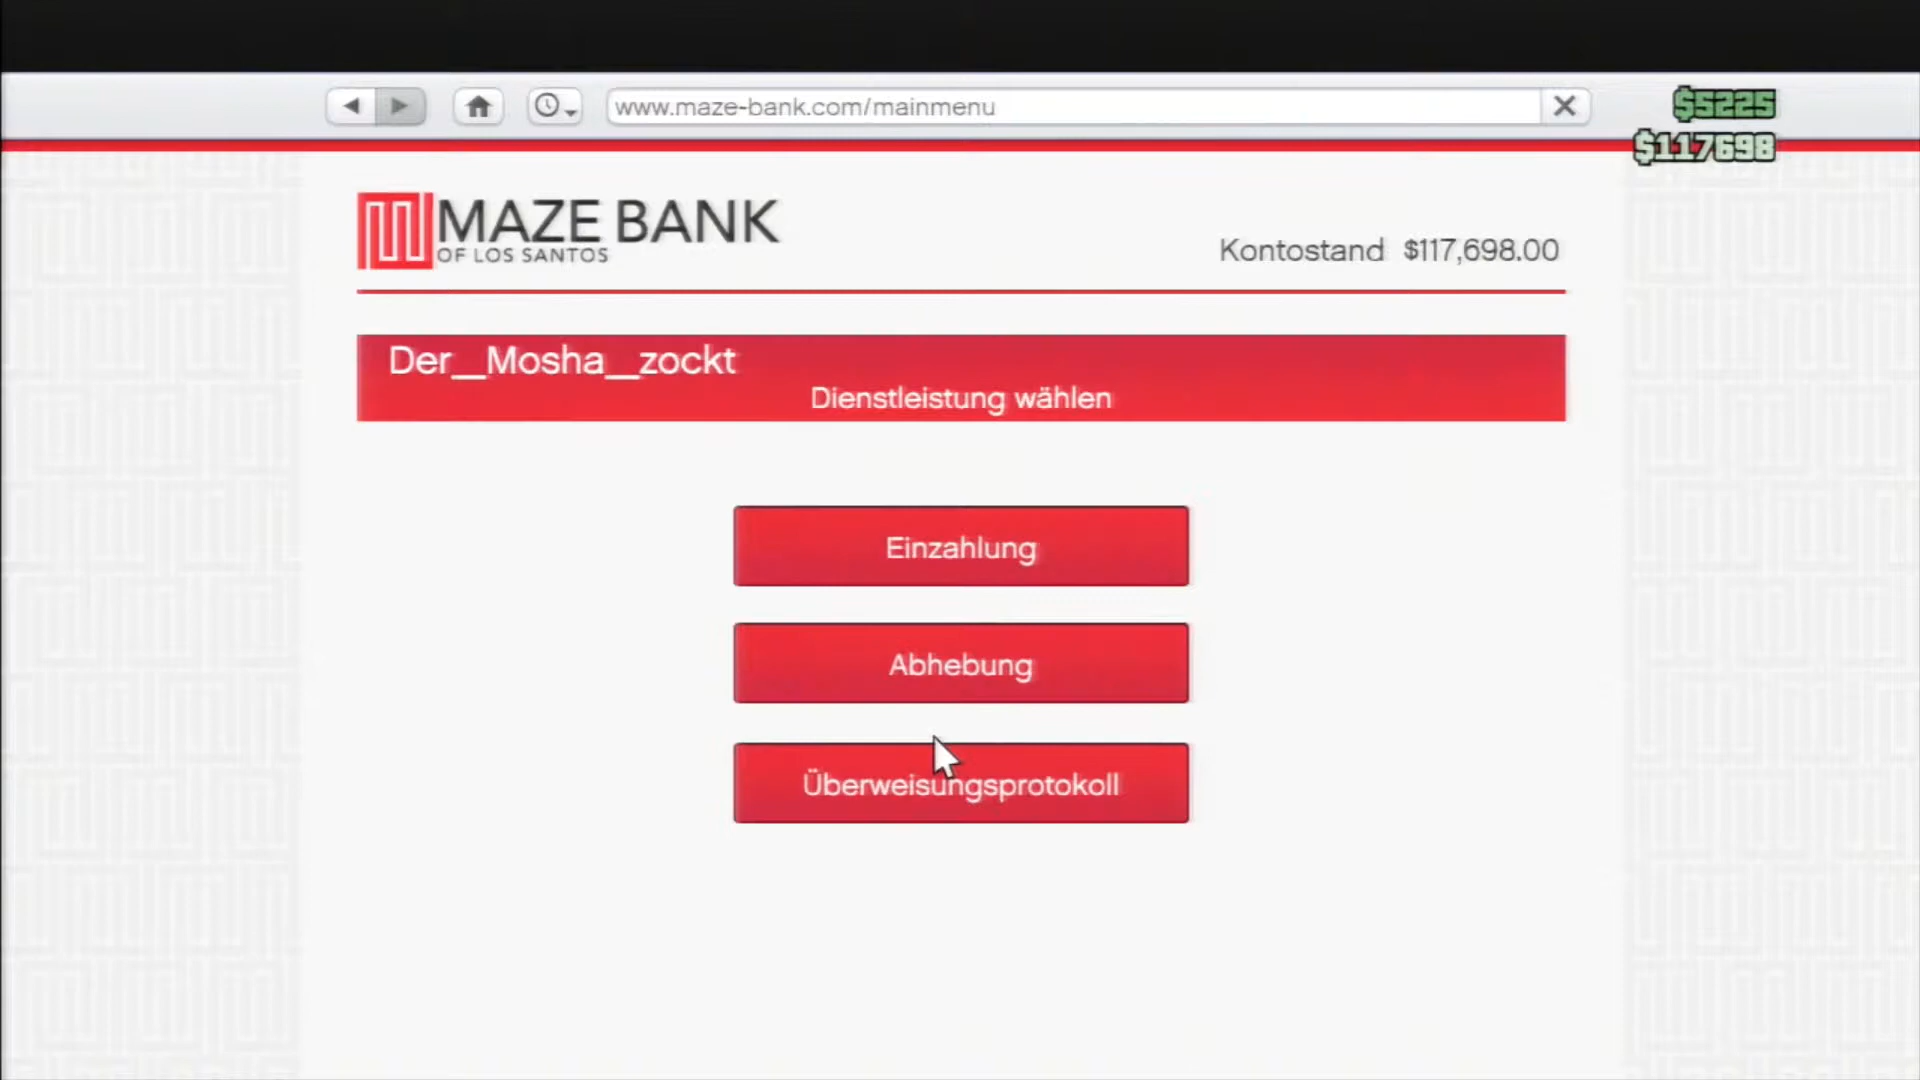 www.maze-bank.com/mainmenu
$5225
$117698
MAZE BANK
OF LOS SANTOS
Kontostand $117,698.00
Der__Mosha__zockt
Dienstleistung wählen
Einzahlung
Abhebung
Überweisungsprotokoll